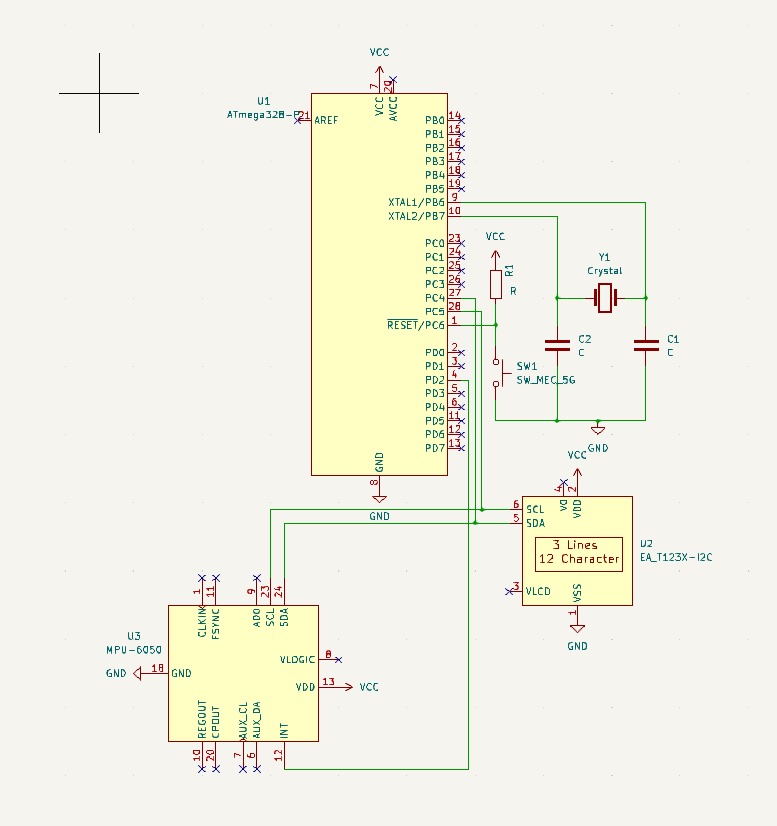 VCC
U1
ATmega328-P
7
20
VCC
AVCC
21
AREF
PB0
14
PB1
15
PB2
16
PB3
17
PB4
18
PB5
19
XTAL1/PB6
9
XTAL2/PB7
10
PC0
23
PC1
24
PC2
25
PC3
26
PC4
27
PC5
28
RESET/PC6
1
PD0
2
PD1
3
PD2
4
PD3
5
PD4
6
PD5
11
PD6
12
PD7
13
GND
8
GND
VCC
R1
R
SW1
SW_MEC_5G
Y1
Crystal
C2
C
C1
C
GND
VCC
4
2
VO
VDD
6
SCL
5
SDA
3 Lines
12 Character
3
VLCD
VSS
1
GND
U2
EA_T123X-I2C
U3
MPU-6050
1
11
9
23
24
CLKIN
FSYNC
AD0
SCL
SDA
GND
18
GND
VLOGIC
8
VDD
13
VCC
REGOUT
CPOUT
AUX_CL
AUX_DA
INT
10
20
7
6
12